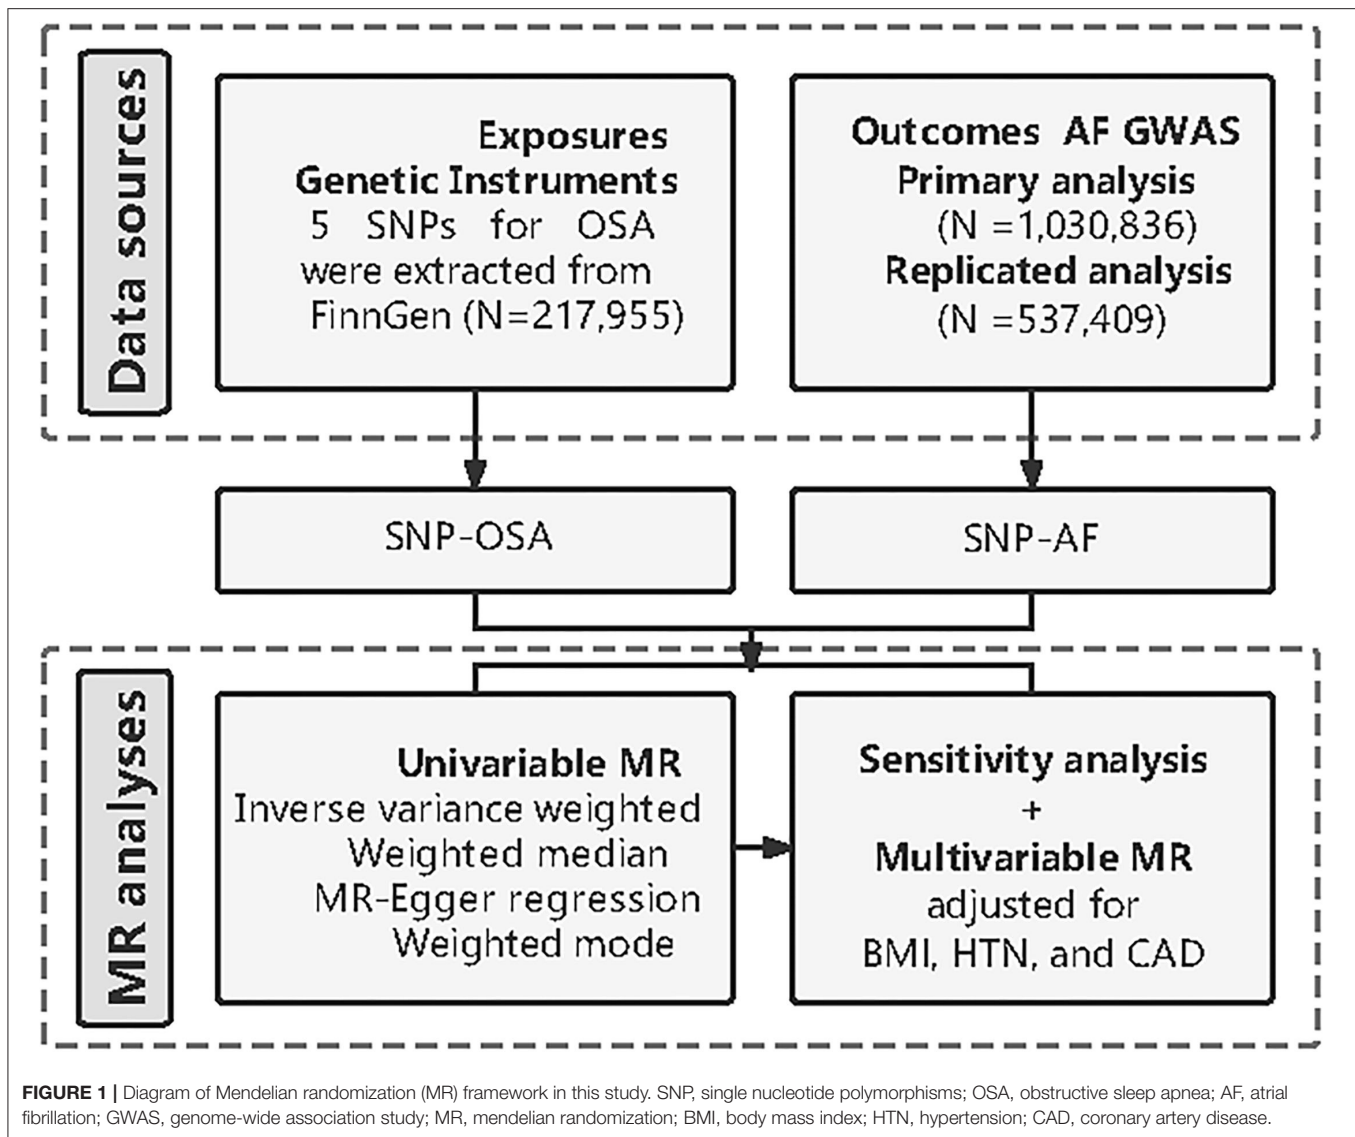 Data sources
Exposures
Genetic Instruments
5 SNPs for OSA
were extracted from
FinnGen (N=217,955)
Outcomes AF GWAS
Primary analysis
(N =1,030,836)
Replicated analysis
(N =537,409)
SNP-OSA
SNP-AF
MR analyses
Univariable MR
Inverse variance weighted
Weighted median
MR-Egger regression
Weighted mode
Sensitivity analysis
+
Multivariable MR
adjusted for
BMI, HTN, and CAD
FIGURE 1 | Diagram of Mendelian randomization (MR) framework in this study. SNP, single nucleotide polymorphisms; OSA, obstructive sleep apnea; AF, atrial
fibrillation; GWAS, genome-wide association study; MR, mendelian randomization; BMI, body mass index; HTN, hypertension; CAD, coronary artery disease.